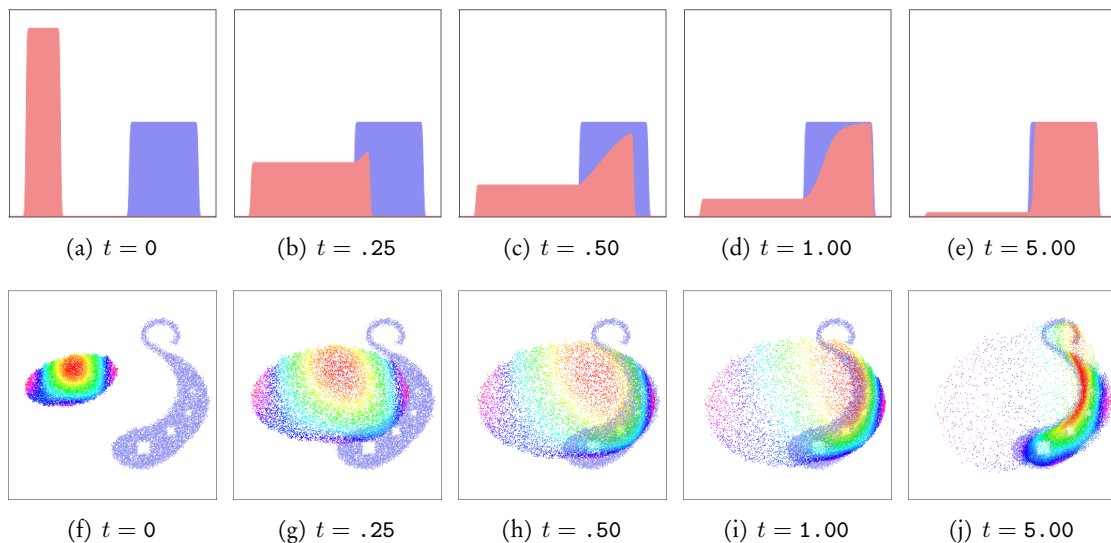 (a) t = 0
(b) t = .25
(c) t = .50
(d) t = 1.00
(e) t = 5.00
(f) t = 0
(g) t = .25
(h) t = .50
(i) t = 1.00
(j) t = 5.00